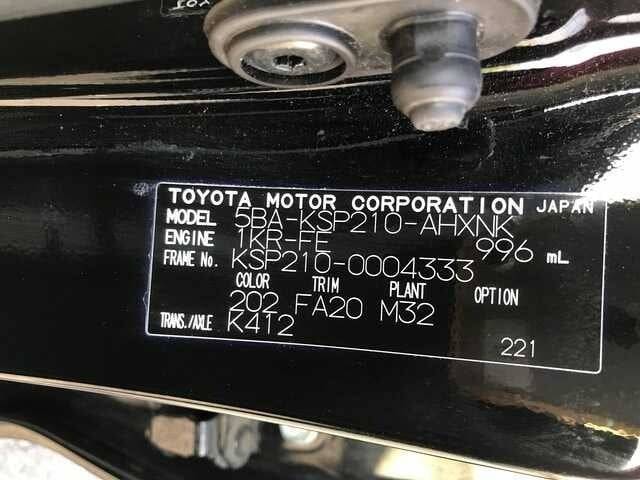 TOYOTA MOTOR CORPORATION JAPAN
MODEL 5BA-KSP210-AHXNK
ENGINE 1KR-FE 996 mL
FRAME No. KSP210-0004333
COLOR TRIM PLANT OPTION
202 FA20 M32
TRANS./AXLE K412
221